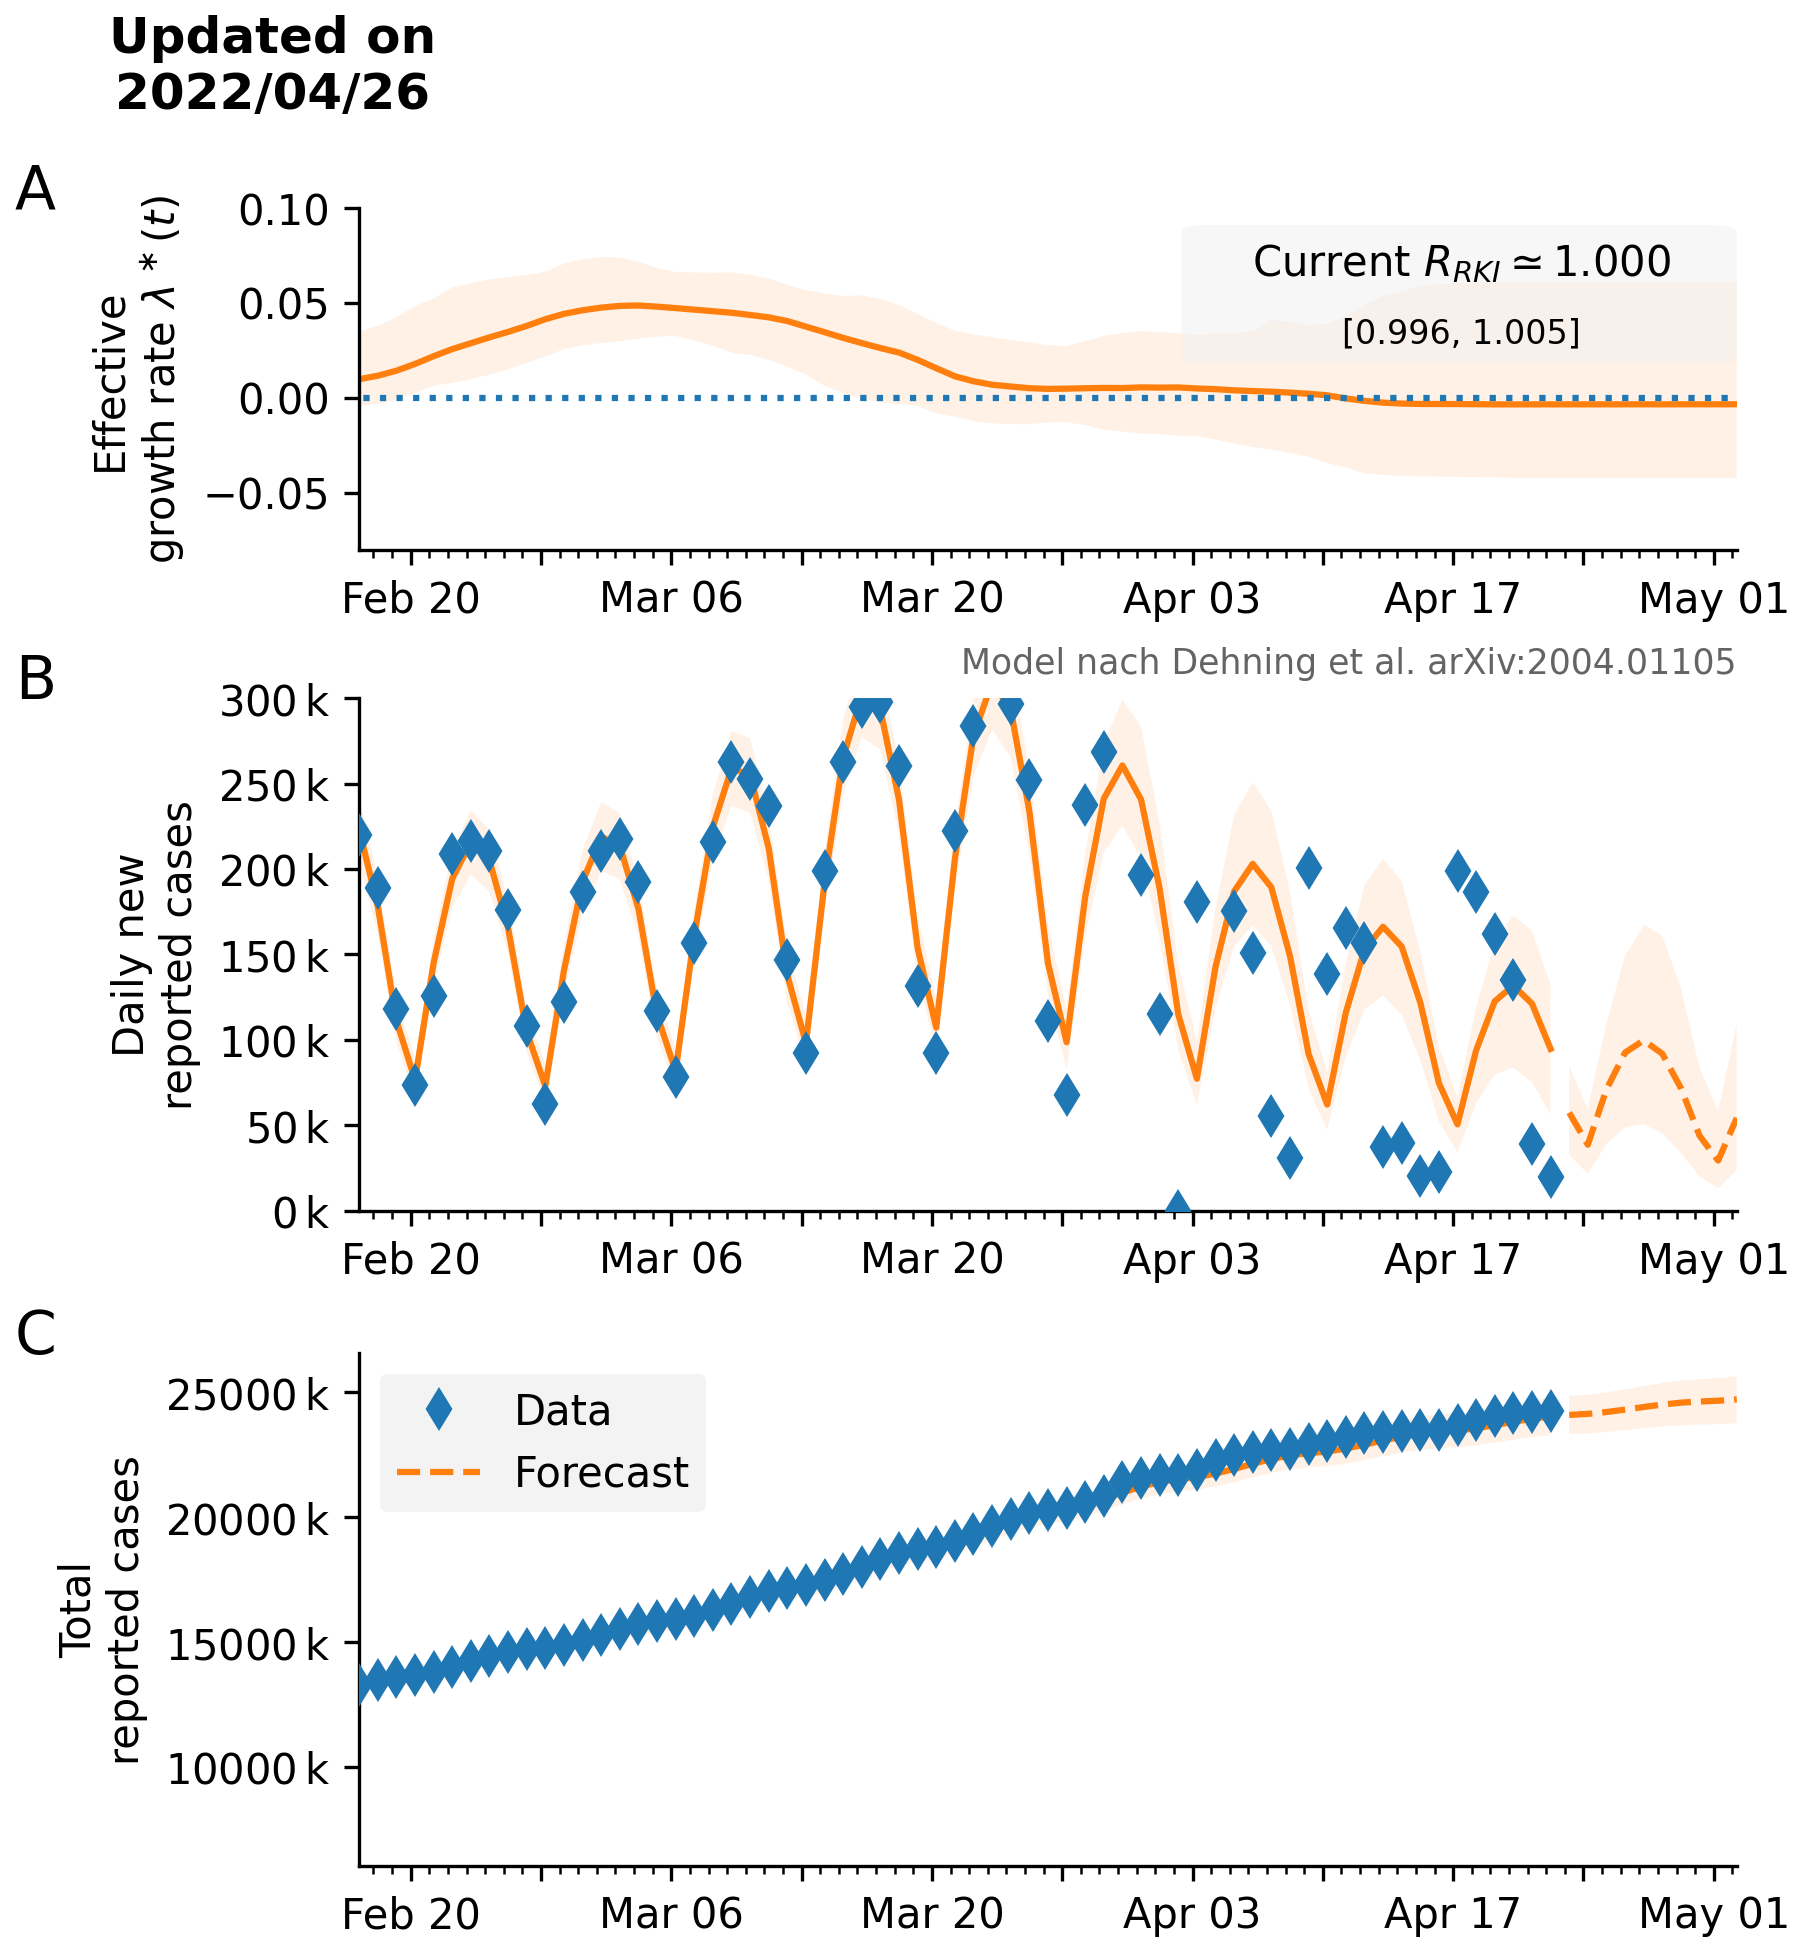 Updated on
2022/04/26
A
Effective
growth rate λ * (t)
0.10
0.05
0.00
−0.05
Current R_RKI ≃ 1.000
[0.996, 1.005]
Feb 20
Mar 06
Mar 20
Apr 03
Apr 17
May 01
Model nach Dehning et al. arXiv:2004.01105
B
Daily new
reported cases
300 k
250 k
200 k
150 k
100 k
50 k
0 k
Feb 20
Mar 06
Mar 20
Apr 03
Apr 17
May 01
C
Total
reported cases
25000 k
20000 k
15000 k
10000 k
Data
Forecast
Feb 20
Mar 06
Mar 20
Apr 03
Apr 17
May 01